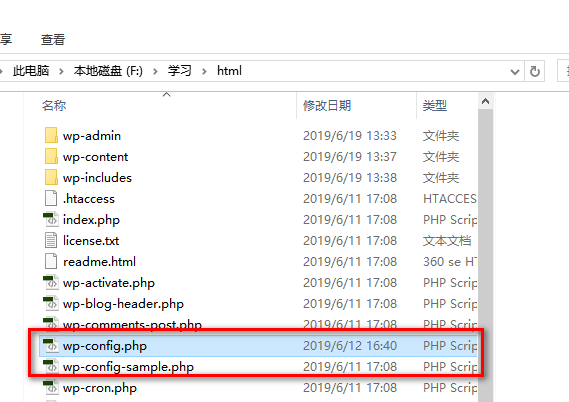 享 查看
此电脑 本地磁盘 (F:) 学习 html
名称 修改日期 类型
wp-admin 2019/6/19 13:33 文件夹
wp-content 2019/6/19 13:37 文件夹
wp-includes 2019/6/19 13:38 文件夹
.htaccess 2019/6/11 17:08 HTACCESS
index.php 2019/6/11 17:08 PHP Scrip
license.txt 2019/6/11 17:08 文本文档
readme.html 2019/6/11 17:08 360 se HT
wp-activate.php 2019/6/11 17:08 PHP Scrip
wp-blog-header.php 2019/6/11 17:08 PHP Scrip
wp-comments-post.php 2019/6/11 17:08 PHP Scrip
wp-config.php 2019/6/12 16:40 PHP Scrip
wp-config-sample.php 2019/6/11 17:08 PHP Scrip
wp-cron.php 2019/6/11 17:08 PHP Scrip